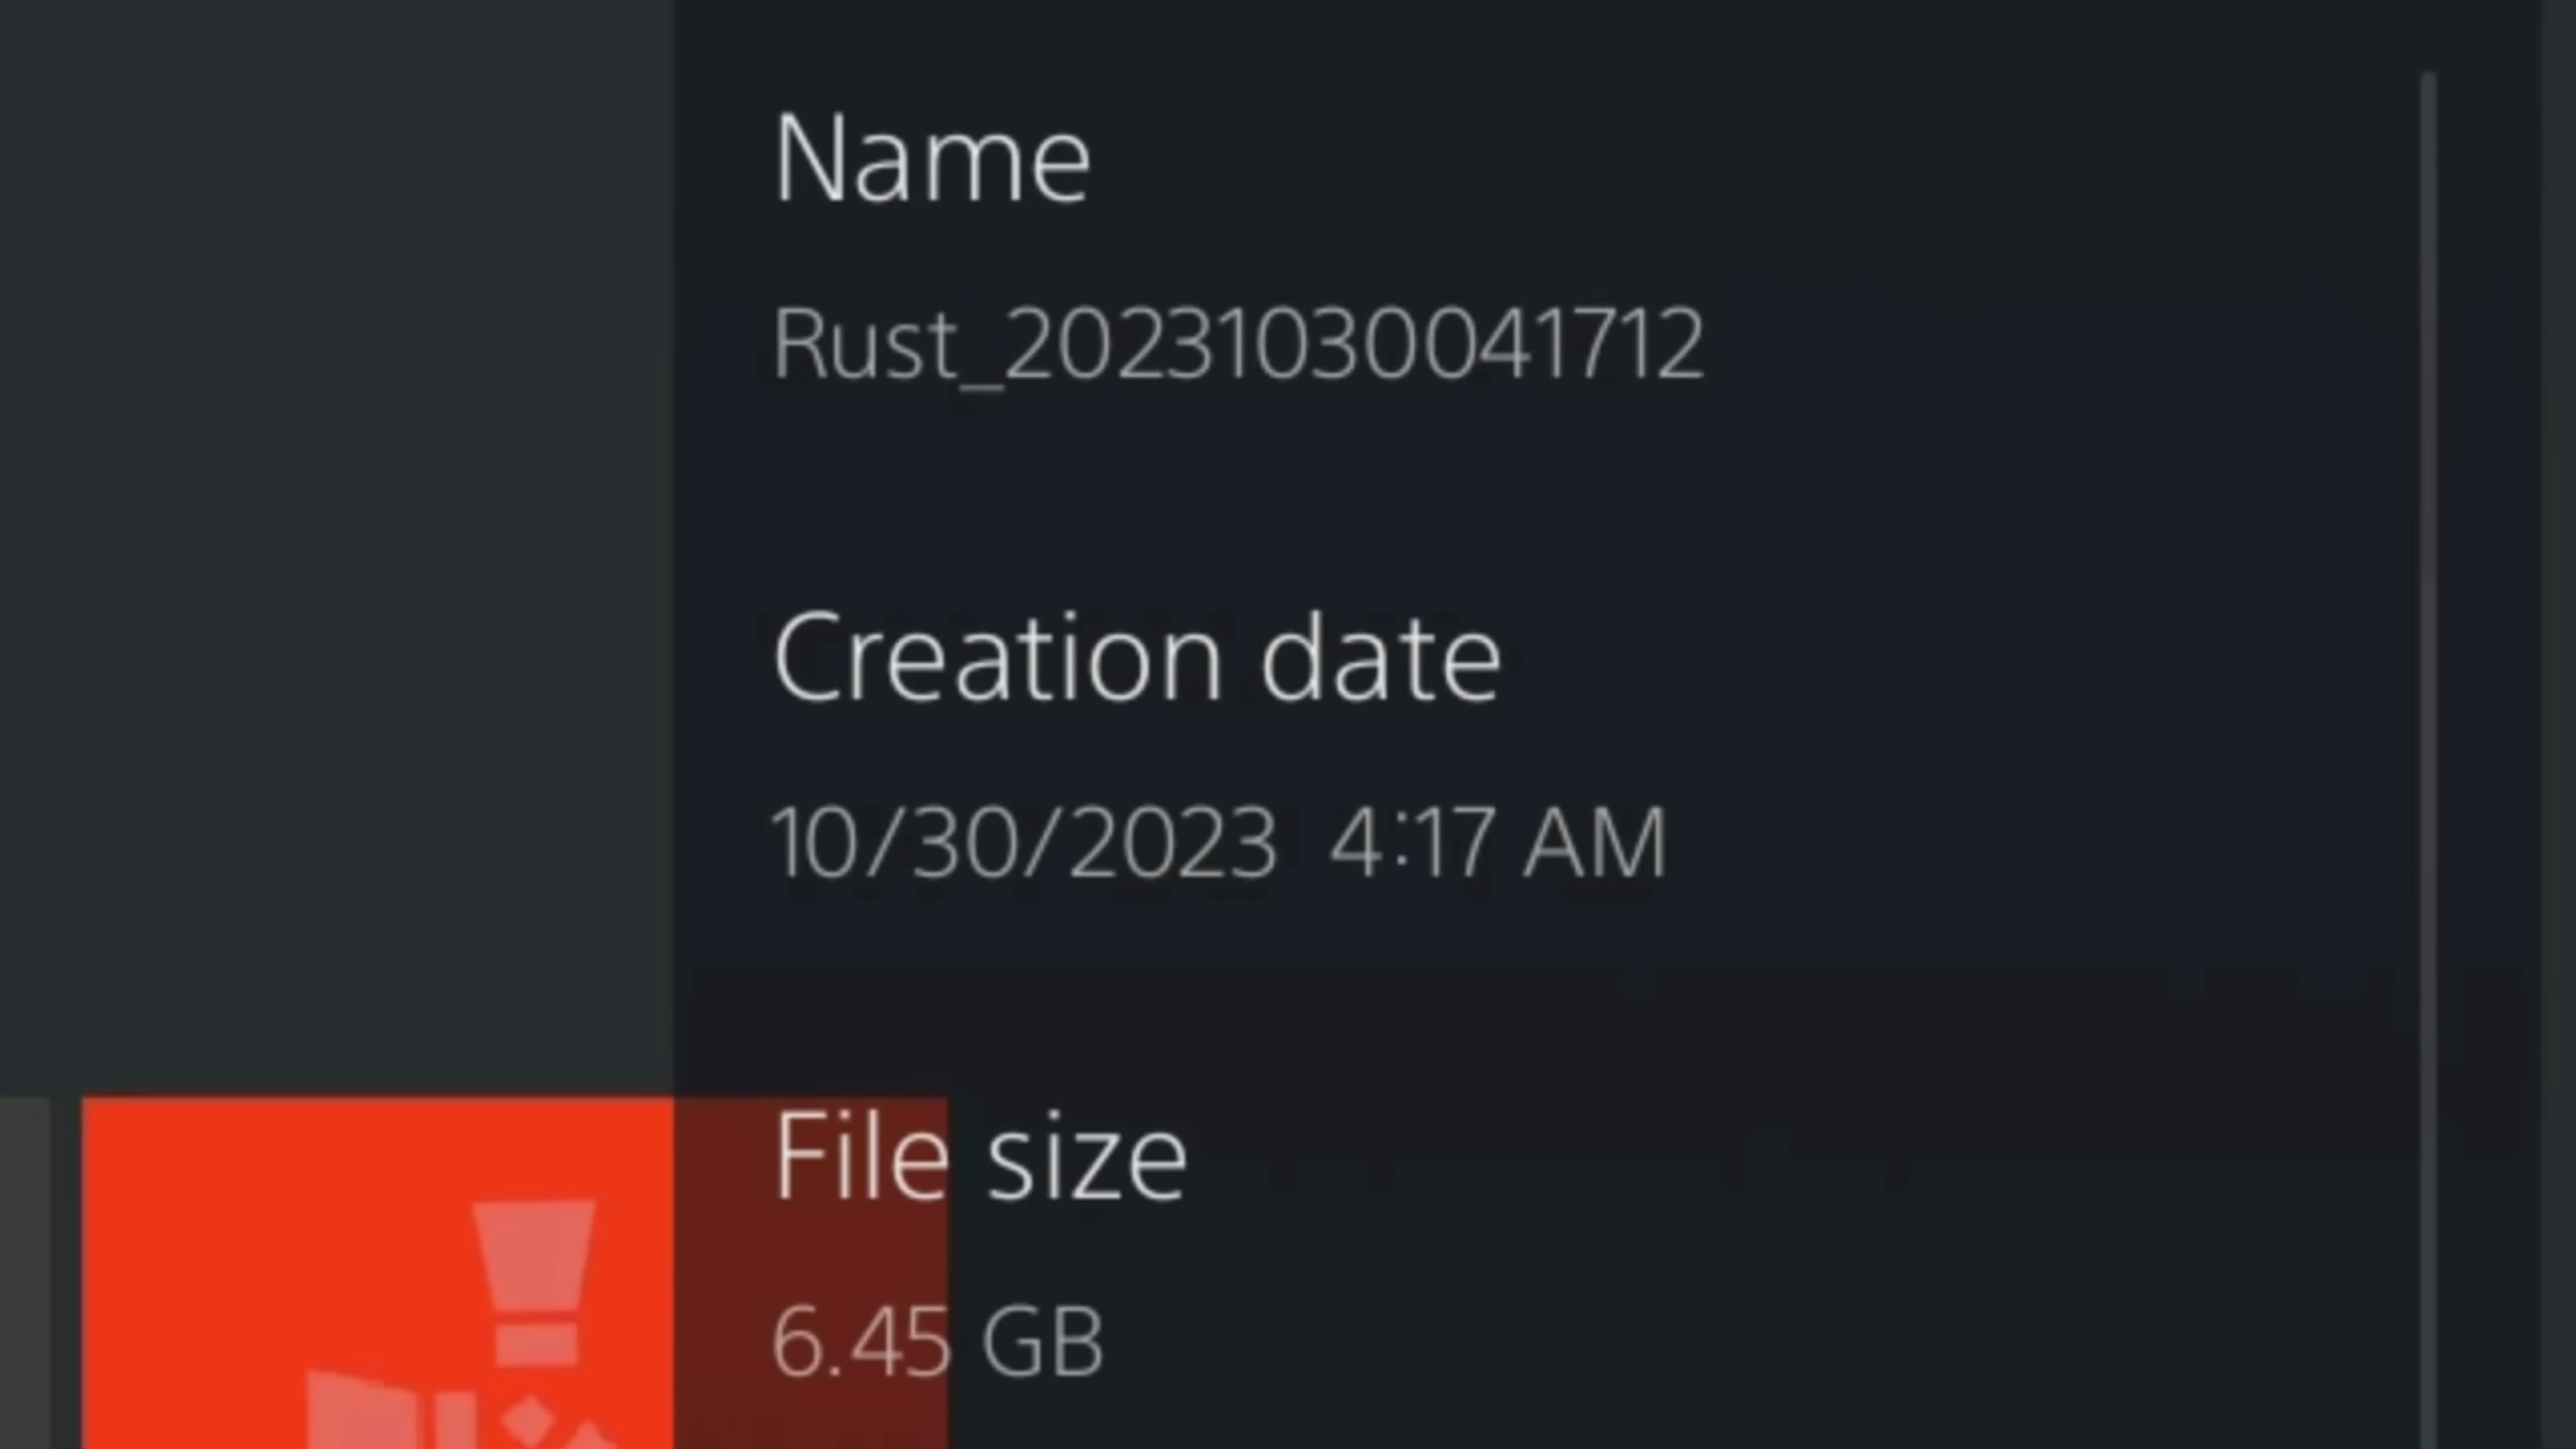 Name
Rust_20231030041712
Creation date
10/30/2023 4:17 AM
File size
6.45 GB